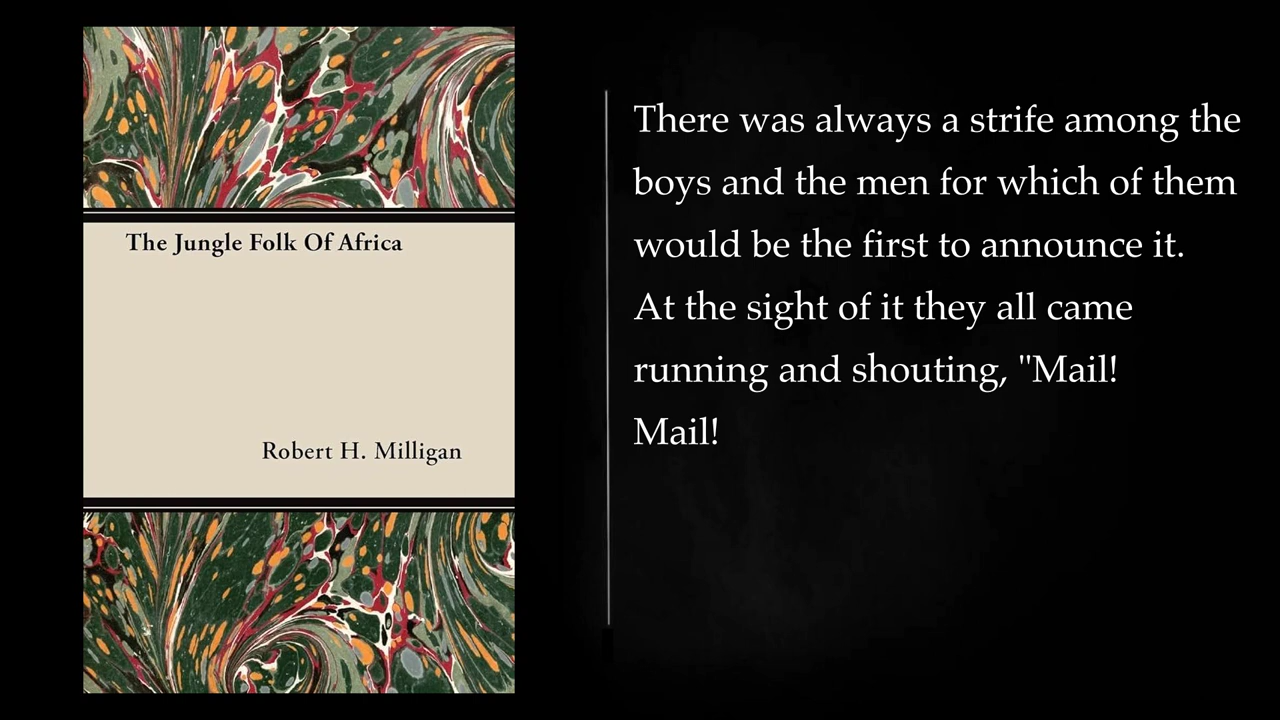 The Jungle Folk Of Africa
Robert H. Milligan
There was always a strife among the
boys and the men for which of them
would be the first to announce it.
At the sight of it they all came
running and shouting, "Mail!
Mail!